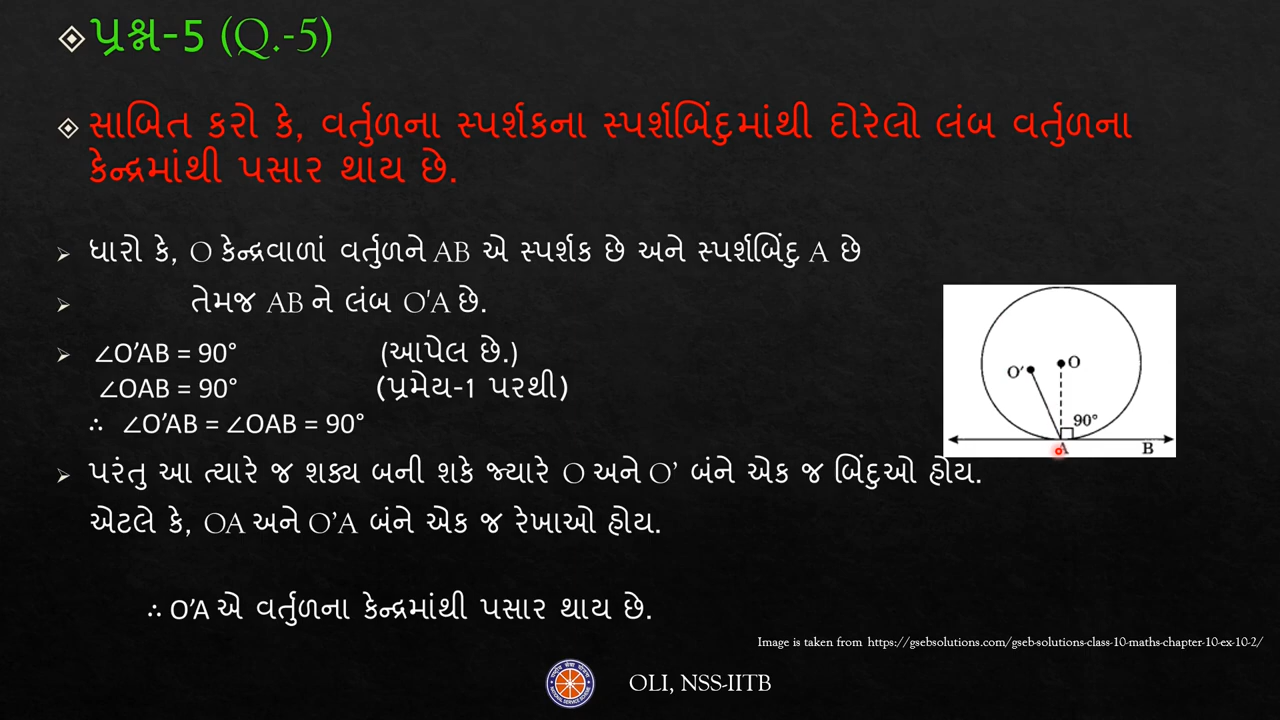 પ્રશ્ન-5 (Q.-5)
સાબિત કરો કે, વર્તુળના સ્પર્શકના સ્પર્શબિંદુમાંથી દોરેલો લંબ વર્તુળના
કેન્દ્રમાંથી પસાર થાય છે.
ધારો કે, O કેન્દ્રવાળાં વર્તુળને AB એ સ્પર્શક છે અને સ્પર્શબિંદુ A છે
તેમજ AB ને લંબ O'A છે.
∠O’AB = 90° (આપેલ છે.)
∠OAB = 90° (પ્રમેય-1 પરથી)
∴ ∠O’AB = ∠OAB = 90°
O' O
90°
A B
પરંતુ આ ત્યારે જ શક્ય બની શકે જ્યારે O અને O’ બંને એક જ બિંદુઓ હોય.
એટલે કે, OA અને O’A બંને એક જ રેખાઓ હોય.
∴ O’A એ વર્તુળના કેન્દ્રમાંથી પસાર થાય છે.
Image is taken from https://gsebsolutions.com/gseb-solutions-class-10-maths-chapter-10-ex-10-2/
OLI, NSS-IITB